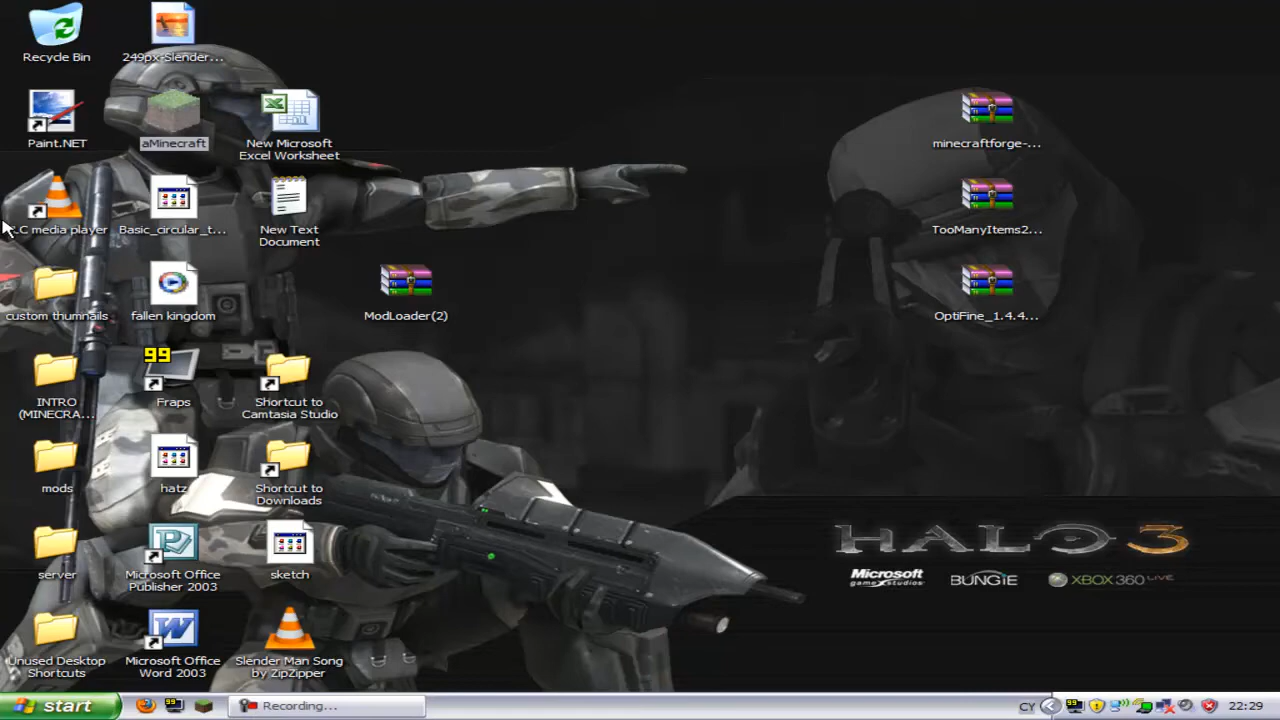 Recycle Bin
249px-Slender...
Paint.NET
aMinecraft
New Microsoft
Excel Worksheet
minecraftforge-...
C media player
Basic_circular_t...
New Text
Document
TooManyItems2...
custom thumnails
fallen kingdom
ModLoader(2)
OptiFine_1.4.4...
99
INTRO
(MINECRA...
Fraps
Shortcut to
Camtasia Studio
mods
hatz
Shortcut to
Downloads
HALO 3
server
Microsoft Office
Publisher 2003
sketch
Microsoft
game studios
BUNGIE
XBOX 360 LIVE
Unused Desktop
Shortcuts
Microsoft Office
Word 2003
Slender Man Song
by ZipZipper
start
99
Recording...
CY
99
22:29